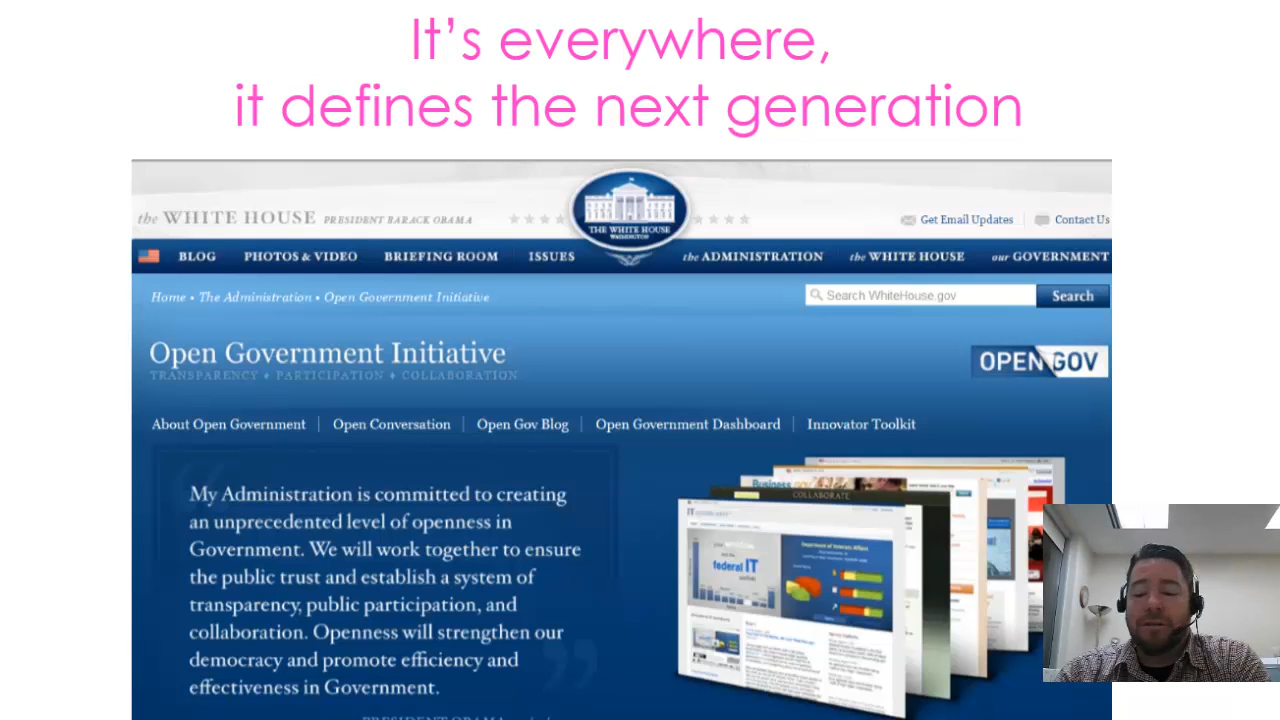 It's everywhere,
it defines the next generation
the WHITE HOUSE PRESIDENT BARACK OBAMA
THE WHITE HOUSE
WASHINGTON
Get Email Updates
Contact Us
BLOG
PHOTOS & VIDEO
BRIEFING ROOM
ISSUES
the ADMINISTRATION
the WHITE HOUSE
our GOVERNMENT
Home • The Administration • Open Government Initiative
Search WhiteHouse.gov
Search
Open Government Initiative
TRANSPARENCY • PARTICIPATION • COLLABORATION
OPEN GOV
About Open Government
Open Conversation
Open Gov Blog
Open Government Dashboard
Innovator Toolkit
My Administration is committed to creating
an unprecedented level of openness in
Government. We will work together to ensure
the public trust and establish a system of
transparency, public participation, and
collaboration. Openness will strengthen our
democracy and promote efficiency and
effectiveness in Government.
Business.gov
COLLABORATE
federal IT